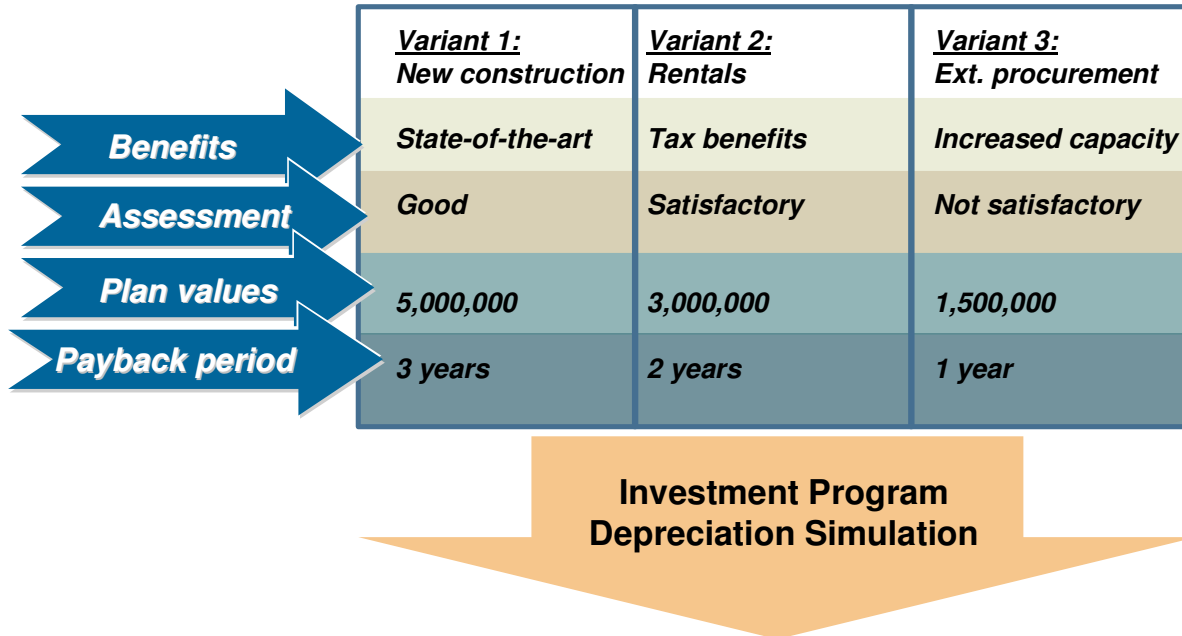 Variant 1: Variant 2: Variant 3:
New construction Rentals Ext. procurement
Benefits State-of-the-art Tax benefits Increased capacity
Assessment Good Satisfactory Not satisfactory
Plan values 5,000,000 3,000,000 1,500,000
Payback period 3 years 2 years 1 year
Investment Program
Depreciation Simulation